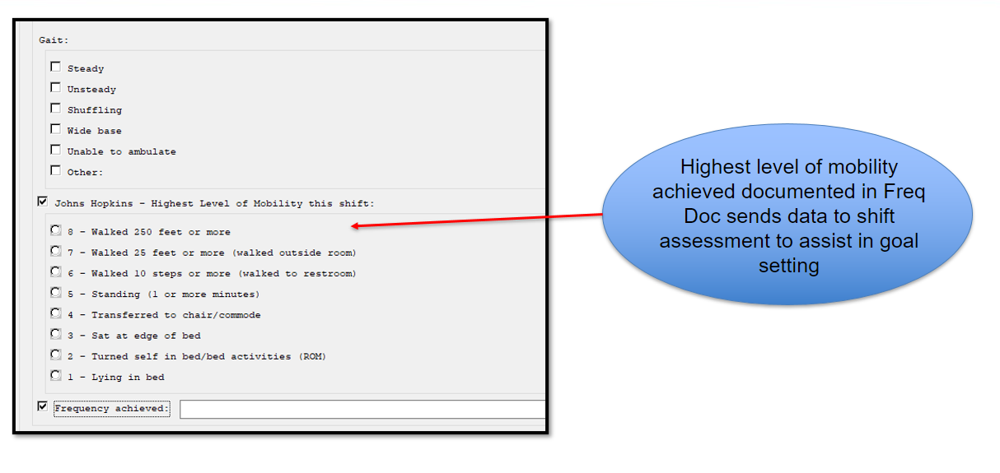 Gait:
Steady
Unsteady
Shuffling
Wide base
Unable to ambulate
Other:
Johns Hopkins - Highest Level of Mobility this shift:
8 - Walked 250 feet or more
7 - Walked 25 feet or more (walked outside room)
6 - Walked 10 steps or more (walked to restroom)
5 - Standing (1 or more minutes)
4 - Transferred to chair/commode
3 - Sat at edge of bed
2 - Turned self in bed/bed activities (ROM)
1 - Lying in bed
Frequency achieved:
Highest level of mobility
achieved documented in Freq
Doc sends data to shift
assessment to assist in goal
setting